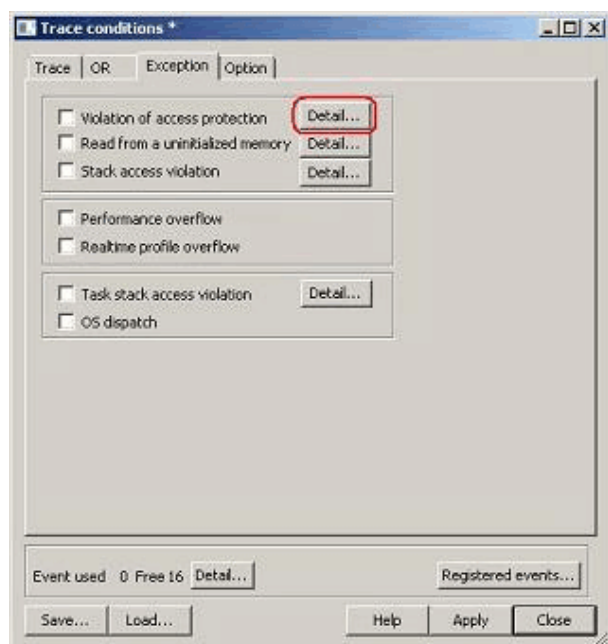 Trace conditions *
Trace OR Exception Option
Violation of access protection Detail...
Read from a uninitialized memory Detail...
Stack access violation Detail...
Performance overflow
Realtime profile overflow
Task stack access violation Detail...
OS dispatch
Event used 0 Free 16 Detail... Registered events...
Save... Load... Help Apply Close